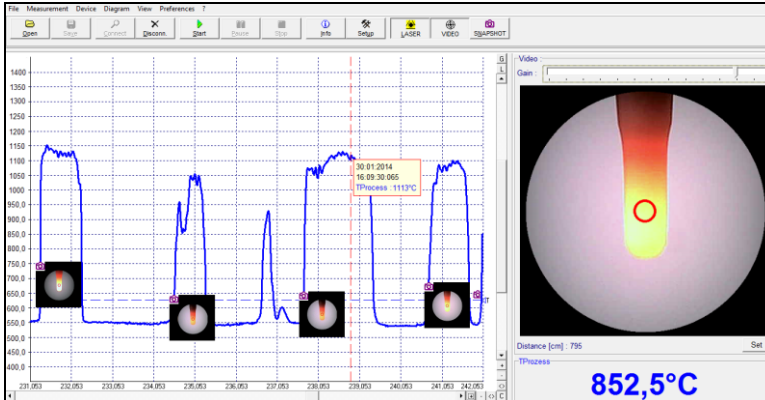 File Measurement Device Diagram View Preferences ?
Open Save Connect Disconn. Start Pause Stop Info Setup LASER VIDEO SNAPSHOT
G
L
1400
1350
1300
1250
1200
1150
1100
1050
1000
950,0
900,0
850,0
800,0
750,0
700,0
650,0
600,0
550,0
500,0
450,0
400,0
30:01:2014
16:09:30:065
TProcess : 1113°C
231,053 232,053 233,053 234,053 235,053 236,053 237,053 238,053 239,053 240,053 241,053 242,053
C
Video :
Gain :
Distance [cm] : 795
Set
TProzess
852,5°C